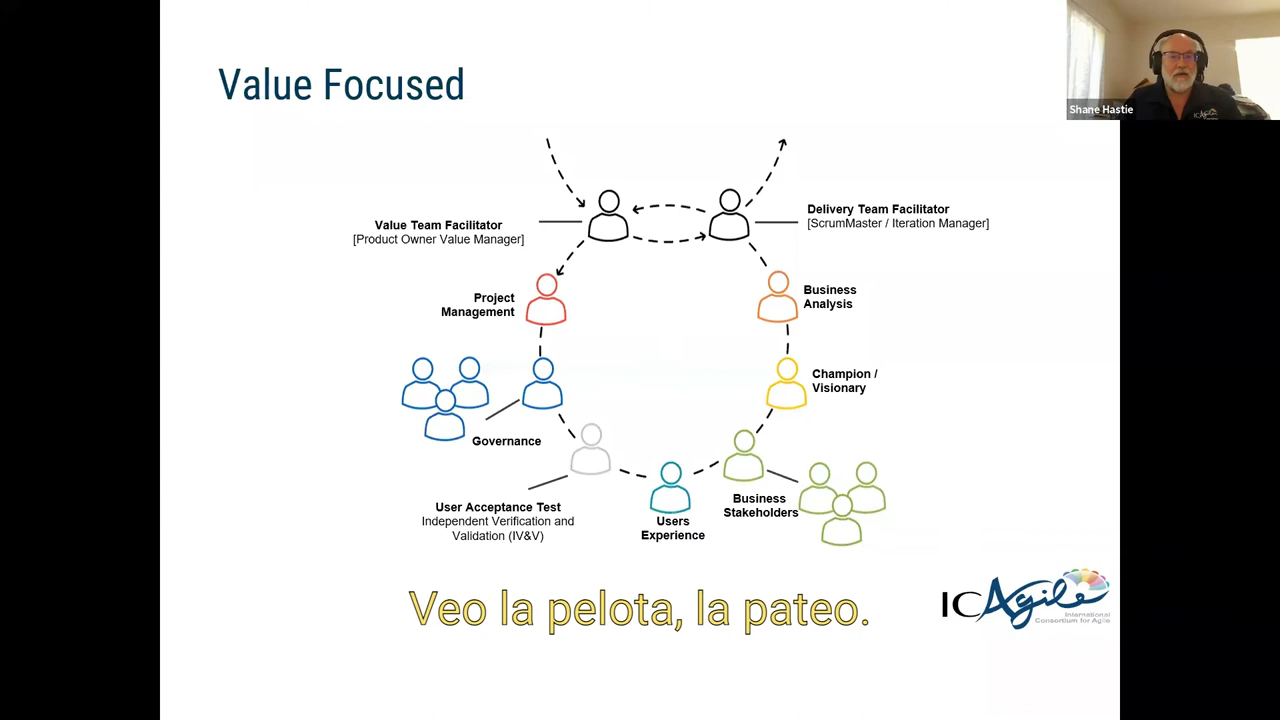 Value Focused
Shane Hastie
Value Team Facilitator
[Product Owner Value Manager]
Delivery Team Facilitator
[ScrumMaster / Iteration Manager]
Project
Management
Business
Analysis
Champion /
Visionary
Governance
User Acceptance Test
Independent Verification and
Validation (IV&V)
Users
Experience
Business
Stakeholders
Veo la pelota, la pateo.
ICAgile
International
Consortium for Agile